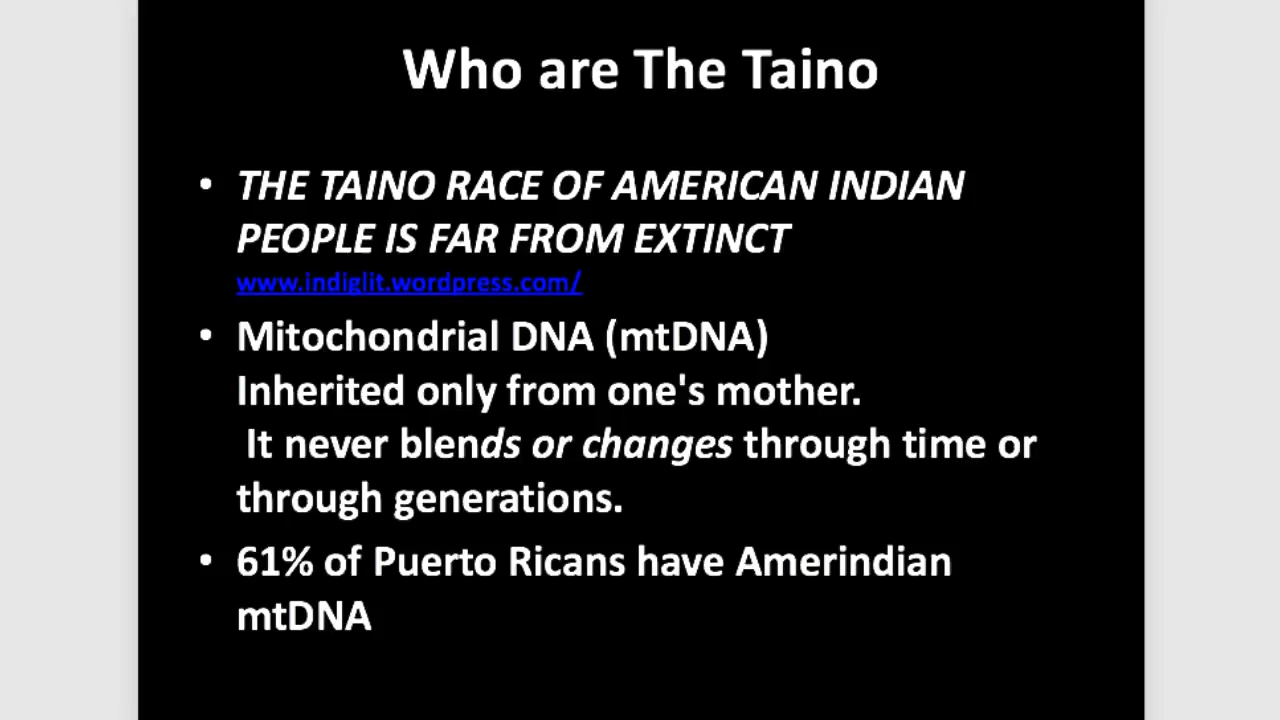 Who are The Taino
• THE TAINO RACE OF AMERICAN INDIAN
PEOPLE IS FAR FROM EXTINCT
www.indiglit.wordpress.com/
• Mitochondrial DNA (mtDNA)
Inherited only from one's mother.
It never blends or changes through time or
through generations.
• 61% of Puerto Ricans have Amerindian
mtDNA